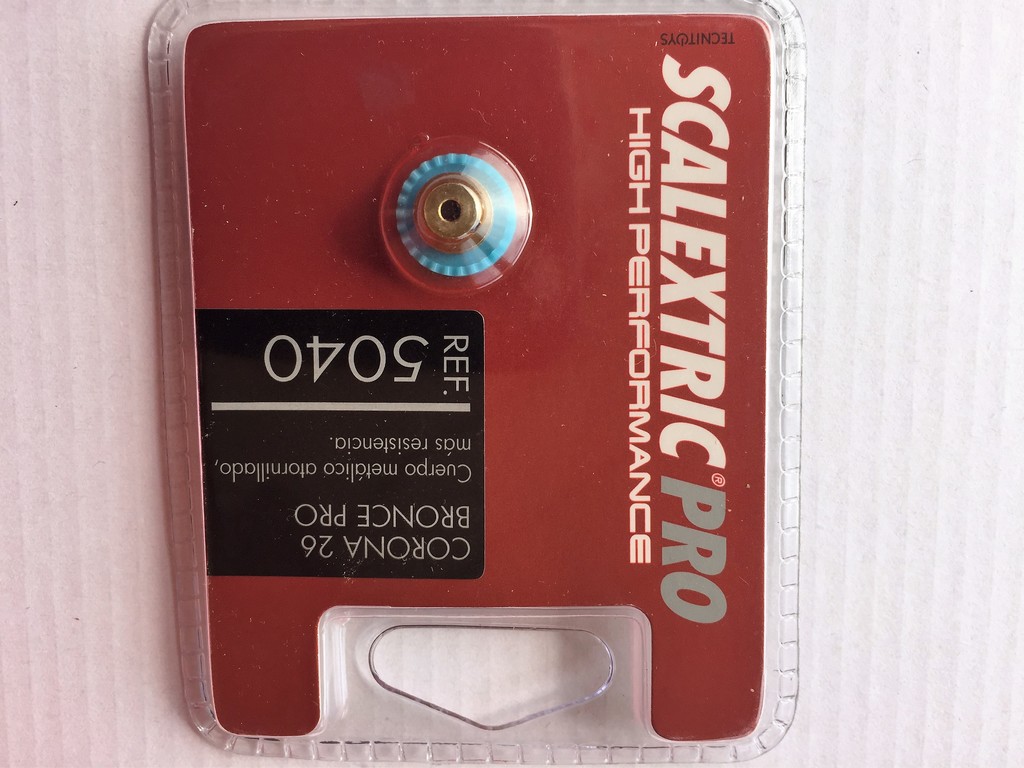 TECNITOYS
SCALEXTRIC® PRO
HIGH PERFORMANCE
CORONA 26
BRONCE PRO
Cuerpo metálico atornillado,
más resistencia.
REF.
5040